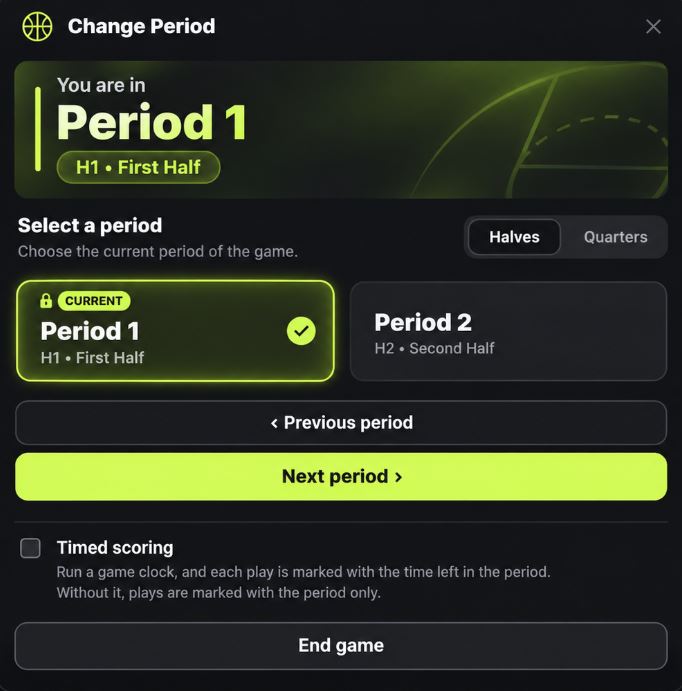 Change Period
You are in
Period 1
H1 • First Half
Select a period
Choose the current period of the game.
Halves
Quarters
CURRENT
Period 1
H1 • First Half
Period 2
H2 • Second Half
‹ Previous period
Next period ›
Timed scoring
Run a game clock, and each play is marked with the time left in the period.
Without it, plays are marked with the period only.
End game